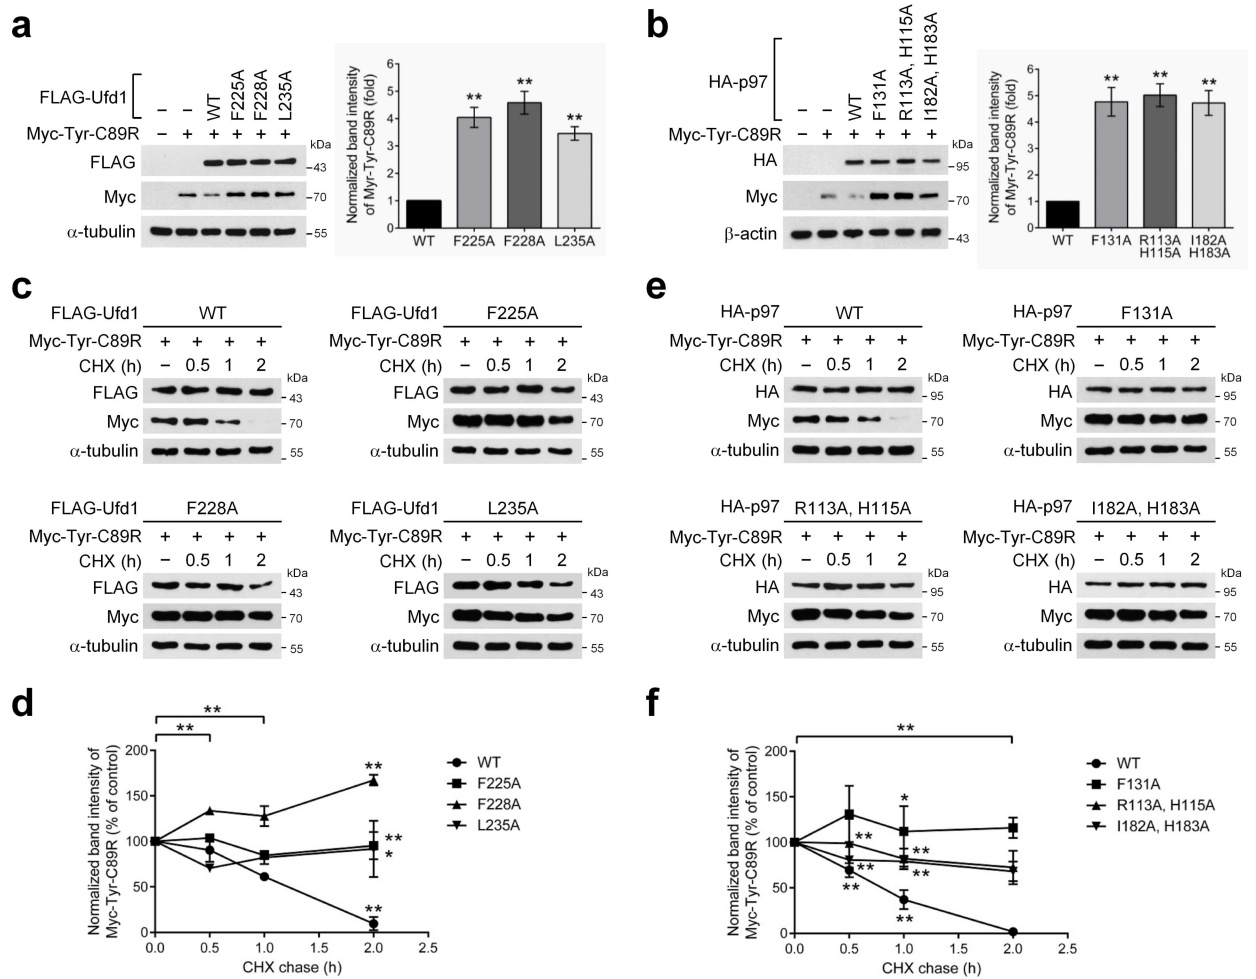 a
FLAG-Ufd1
– – WT F225A F228A L235A
Myc-Tyr-C89R – + + + + +
kDa
FLAG 43
Myc 70
α-tubulin 55
Normalized band intensity
of Myr-Tyr-C89R (fold)
6
5
4
3
2
1
0
** ** **
WT F225A F228A L235A
b
HA-p97
– – WT F131A R113A, H115A I182A, H183A
Myc-Tyr-C89R – + + + + +
kDa
HA 95
Myc 70
β-actin 43
Normalized band intensity
of Myr-Tyr-C89R (fold)
6
5
4
3
2
1
0
** ** **
WT F131A R113A I182A
H115A H183A
c
FLAG-Ufd1 WT
Myc-Tyr-C89R + + + +
CHX (h) – 0.5 1 2
kDa
FLAG 43
Myc 70
α-tubulin 55
FLAG-Ufd1 F225A
Myc-Tyr-C89R + + + +
CHX (h) – 0.5 1 2
kDa
FLAG 43
Myc 70
α-tubulin 55
FLAG-Ufd1 F228A
Myc-Tyr-C89R + + + +
CHX (h) – 0.5 1 2
kDa
FLAG 43
Myc 70
α-tubulin 55
FLAG-Ufd1 L235A
Myc-Tyr-C89R + + + +
CHX (h) – 0.5 1 2
kDa
FLAG 43
Myc 70
α-tubulin 55
e
HA-p97 WT
Myc-Tyr-C89R + + + +
CHX (h) – 0.5 1 2
kDa
HA 95
Myc 70
α-tubulin 55
HA-p97 F131A
Myc-Tyr-C89R + + + +
CHX (h) – 0.5 1 2
kDa
HA 95
Myc 70
α-tubulin 55
HA-p97 R113A, H115A
Myc-Tyr-C89R + + + +
CHX (h) – 0.5 1 2
kDa
HA 95
Myc 70
α-tubulin 55
HA-p97 I182A, H183A
Myc-Tyr-C89R + + + +
CHX (h) – 0.5 1 2
kDa
HA 95
Myc 70
α-tubulin 55
d
Normalized band intensity of
Myc-Tyr-C89R (% of control)
200
150
100
50
0
**
**
**
**
*
**
0.0 0.5 1.0 1.5 2.0 2.5
CHX chase (h)
WT
F225A
F228A
L235A
f
Normalized band intensity of
Myc-Tyr-C89R (% of control)
200
150
100
50
0
**
*
**
**
**
**
**
**
0.0 0.5 1.0 1.5 2.0 2.5
CHX chase (h)
WT
F131A
R113A, H115A
I182A, H183A